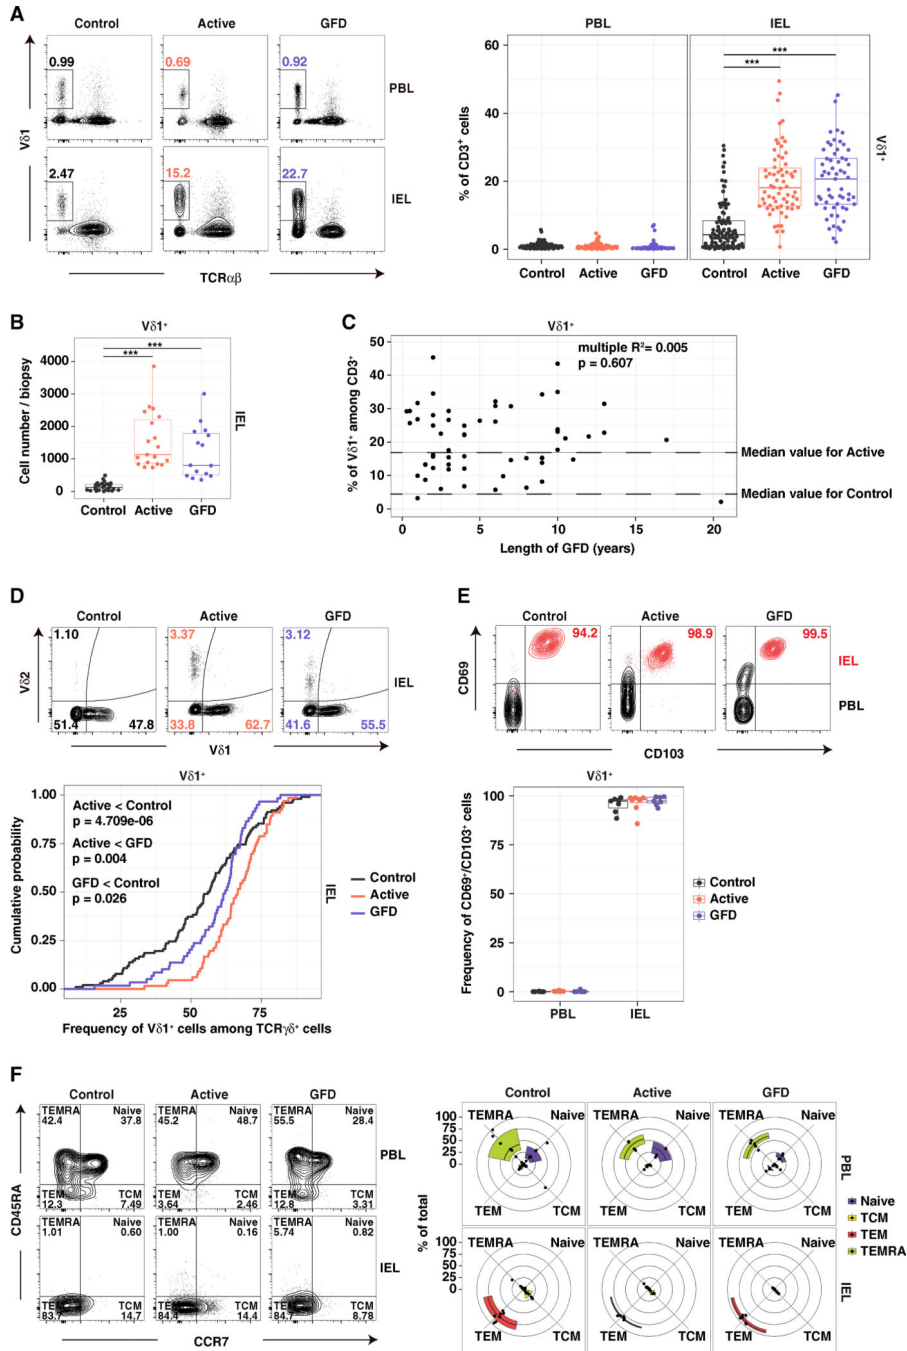 A
Control Active GFD
0.99 0.69 0.92
PBL
Vδ1
2.47 15.2 22.7
IEL
TCRαβ
PBL IEL
60
40
20
0
% of CD3+ cells
***
***
Vδ1+
Control Active GFD Control Active GFD
B
Vδ1+
***
***
4000
3000
2000
1000
0
Cell number / biopsy
IEL
Control Active GFD
C
Vδ1+
multiple R²= 0.005
p = 0.607
50
40
30
20
10
0
% of Vδ1+ among CD3+
Median value for Active
Median value for Control
0 5 10 15 20
Length of GFD (years)
D
Control Active GFD
1.10 3.37 3.12
Vδ2
IEL
51.4 47.8 33.8 62.7 41.6 55.5
Vδ1
Vδ1+
1.00
0.75
0.50
0.25
0.00
Cumulative probability
Active < Control
p = 4.709e-06
Active < GFD
p = 0.004
GFD < Control
p = 0.026
IEL
Control
Active
GFD
25 50 75
Frequency of Vδ1+ cells among TCRγδ+ cells
E
Control Active GFD
94.2 98.9 99.5
CD69
IEL
PBL
CD103
Vδ1+
100
75
50
25
0
Frequency of CD69+/CD103+ cells
Control
Active
GFD
PBL IEL
F
Control Active GFD
TEMRA Naive TEMRA Naive TEMRA Naive
42.4 37.8 45.2 48.7 55.5 28.4
PBL
CD45RA
TEM TCM TEM TCM TEM TCM
12.3 7.49 3.64 2.46 12.8 3.31
TEMRA Naive TEMRA Naive TEMRA Naive
1.01 0.60 1.00 0.16 5.74 0.82
IEL
TEM TCM TEM TCM TEM TCM
83.7 14.7 84.4 14.4 84.7 8.78
CCR7
Control Active GFD
100
75
50
25
0
TEMRA Naive TEMRA Naive TEMRA Naive
PBL
TEM TCM TEM TCM TEM TCM
% of total
100
75
50
25
0
TEMRA Naive TEMRA Naive TEMRA Naive
IEL
TEM TCM TEM TCM TEM TCM
Naive
TCM
TEM
TEMRA